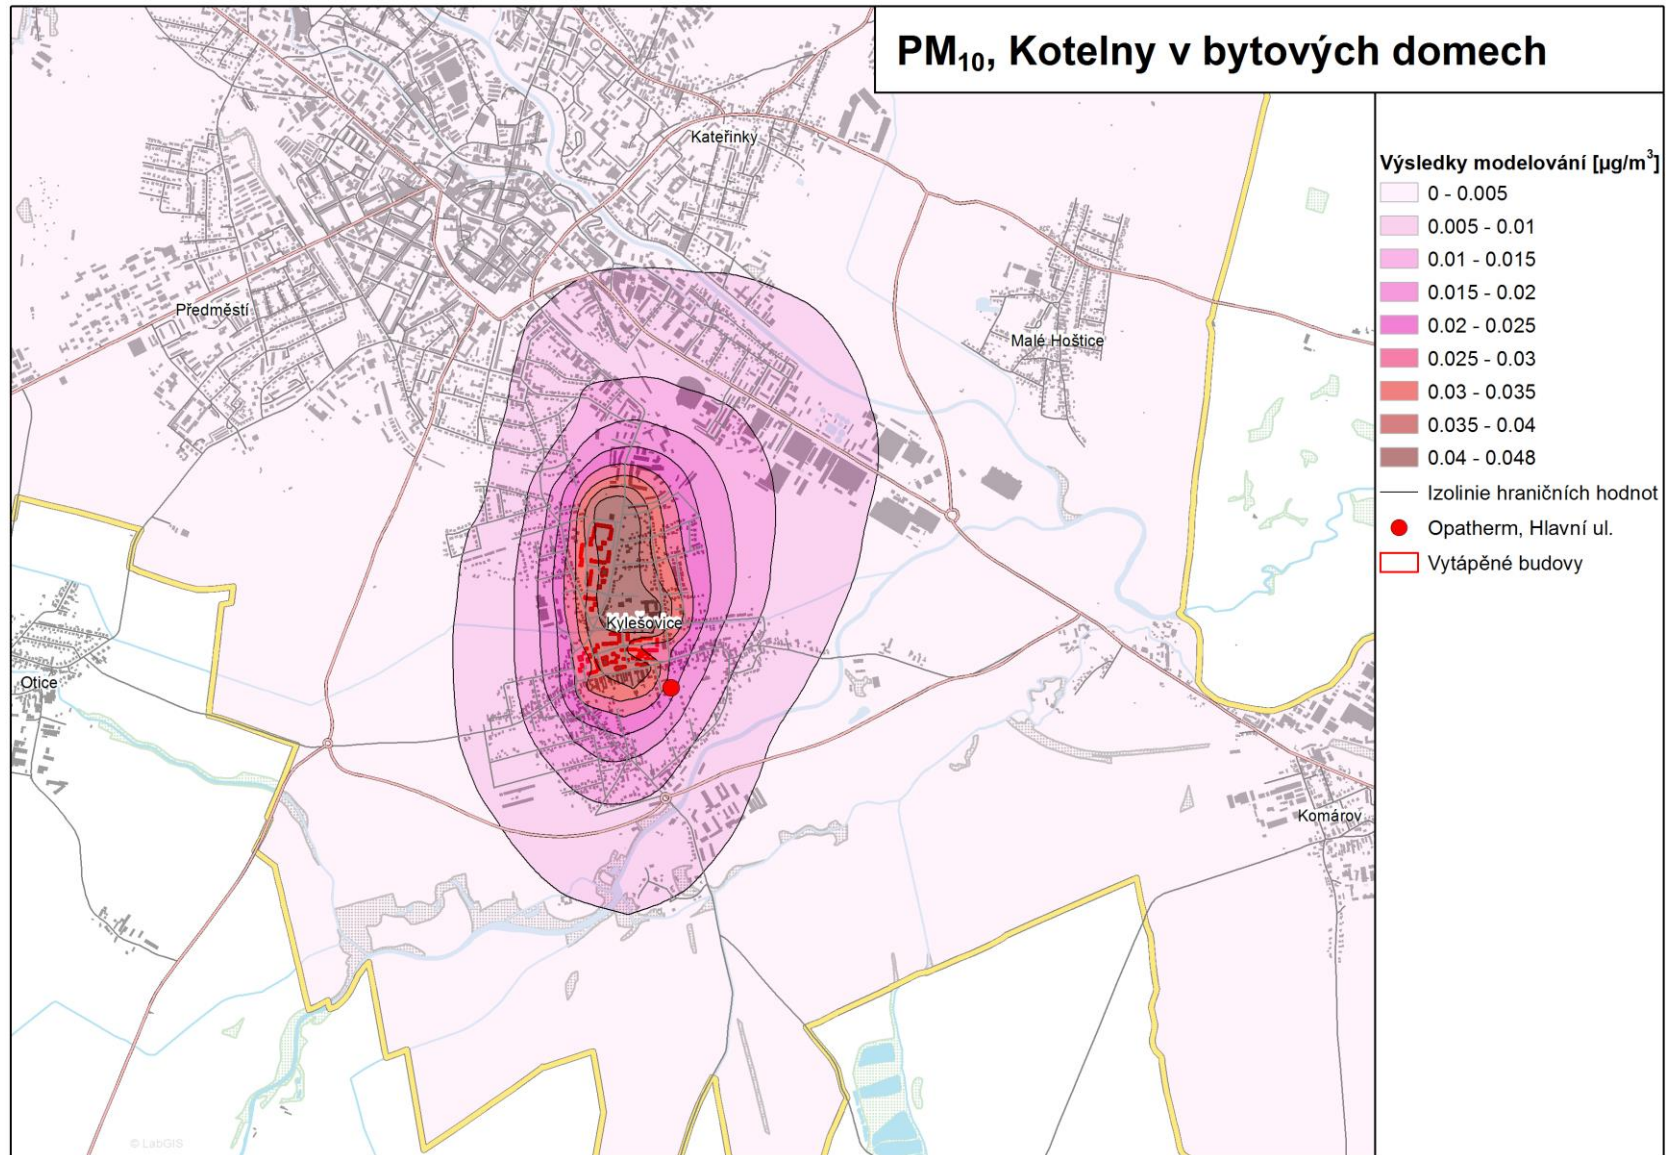 PM₁₀, Kotelny v bytových domech
Výsledky modelování [µg/m³]
0 - 0.005
0.005 - 0.01
0.01 - 0.015
0.015 - 0.02
0.02 - 0.025
0.025 - 0.03
0.03 - 0.035
0.035 - 0.04
0.04 - 0.048
Izolinie hraničních hodnot
Opatherm, Hlavní ul.
Vytápěné budovy
Kateřinky
Předměstí
Malé Hoštice
Kylešovice
Otice
Komárov
© LabGIS